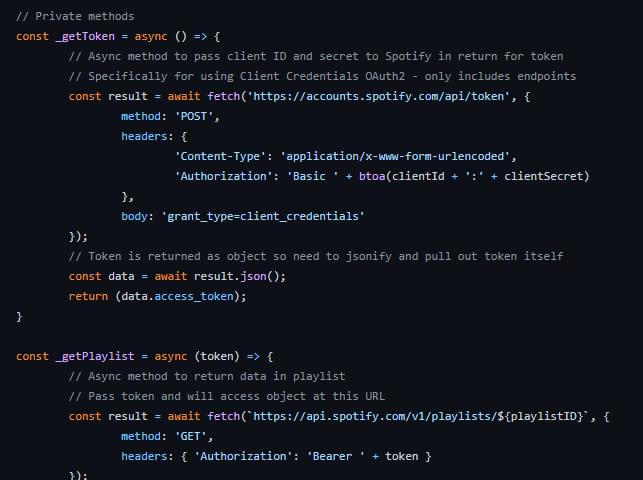 // Private methods
const _getToken = async () => {
// Async method to pass client ID and secret to Spotify in return for token
// Specifically for using Client Credentials OAuth2 - only includes endpoints
const result = await fetch('https://accounts.spotify.com/api/token', {
method: 'POST',
headers: {
'Content-Type': 'application/x-www-form-urlencoded',
'Authorization': 'Basic ' + btoa(clientId + ':' + clientSecret)
},
body: 'grant_type=client_credentials'
});
// Token is returned as object so need to jsonify and pull out token itself
const data = await result.json();
return (data.access_token);
}
const _getPlaylist = async (token) => {
// Async method to return data in playlist
// Pass token and will access object at this URL
const result = await fetch(`https://api.spotify.com/v1/playlists/${playlistID}`, {
method: 'GET',
headers: { 'Authorization': 'Bearer ' + token }
});